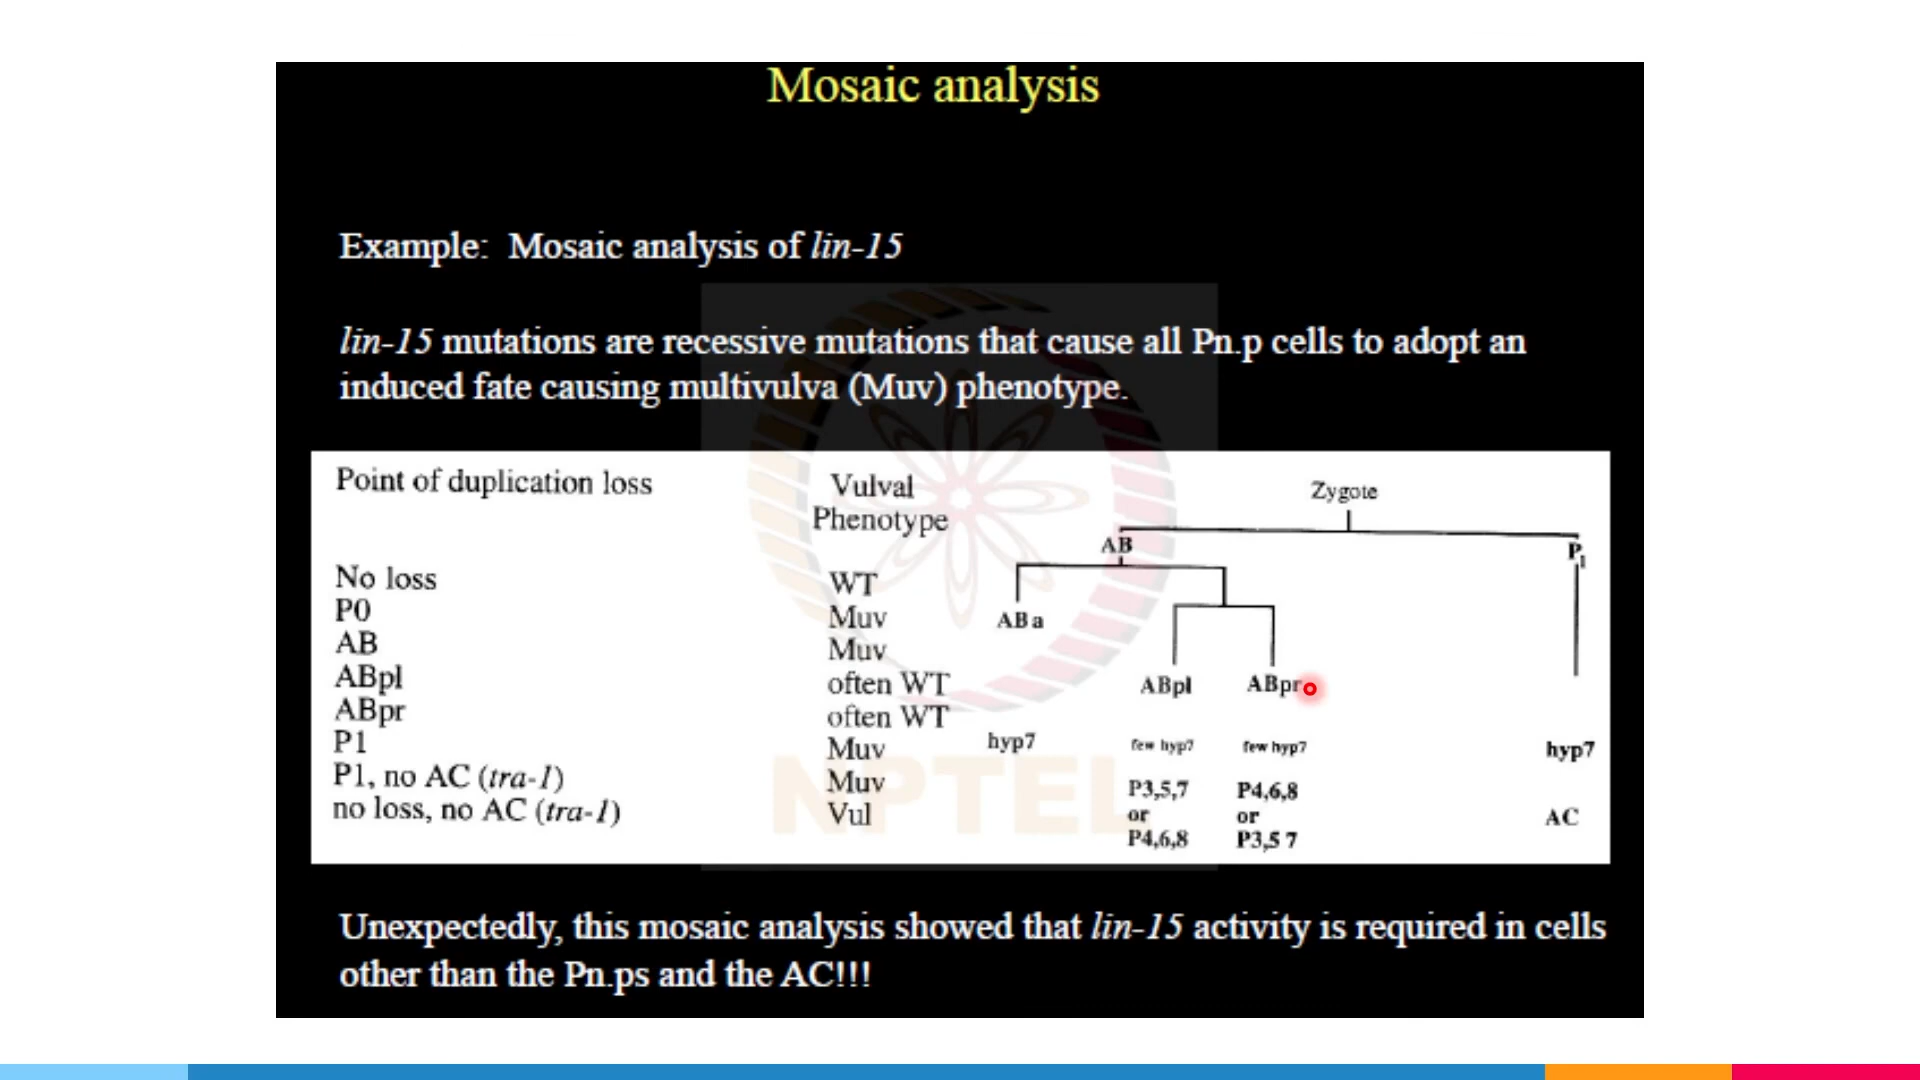 Mosaic analysis
Example: Mosaic analysis of lin-15
lin-15 mutations are recessive mutations that cause all Pn.p cells to adopt an
induced fate causing multivulva (Muv) phenotype.
Point of duplication loss
Vulval
Phenotype
No loss WT
P0 Muv
AB Muv
ABpl often WT
ABpr often WT
P1 Muv
P1, no AC (tra-1) Muv
no loss, no AC (tra-1) Vul
Zygote
AB P1
ABa
ABpl ABpr
hyp7 few hyp7 few hyp7 hyp7
P3,5,7 P4,6,8
or or AC
P4,6,8 P3,5 7
NPTEL
Unexpectedly, this mosaic analysis showed that lin-15 activity is required in cells
other than the Pn.ps and the AC!!!